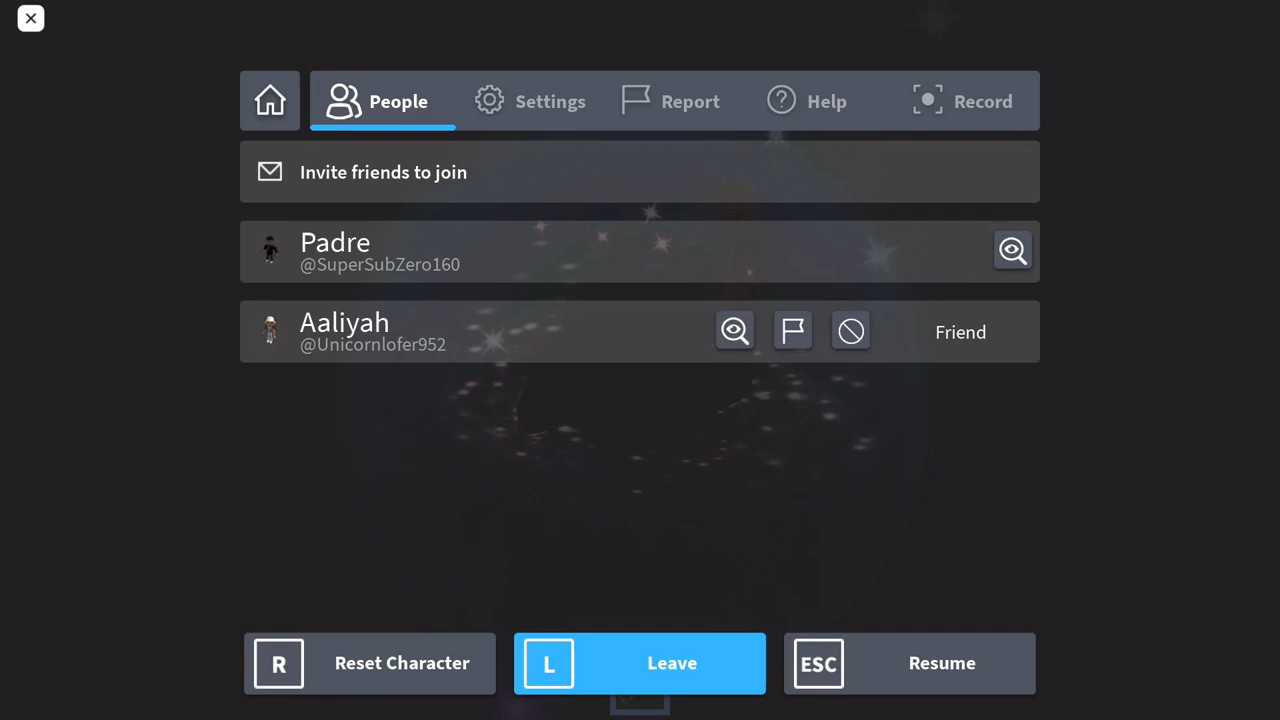 People
Settings
Report
Help
Record
Invite friends to join
Padre
@SuperSubZero160
Aaliyah
@Unicornlofer952
Friend
R
Reset Character
L
Leave
ESC
Resume